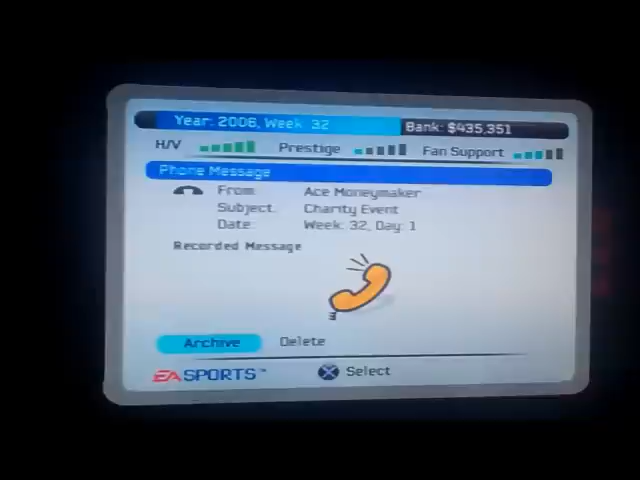 Year: 2006, Week: 32
Bank: $435,351
H/V Prestige Fan Support
Phone Message
From: Ace Moneymaker
Subject: Charity Event
Date: Week: 32, Day: 1
Recorded Message
Archive Delete
EA SPORTS™ Select